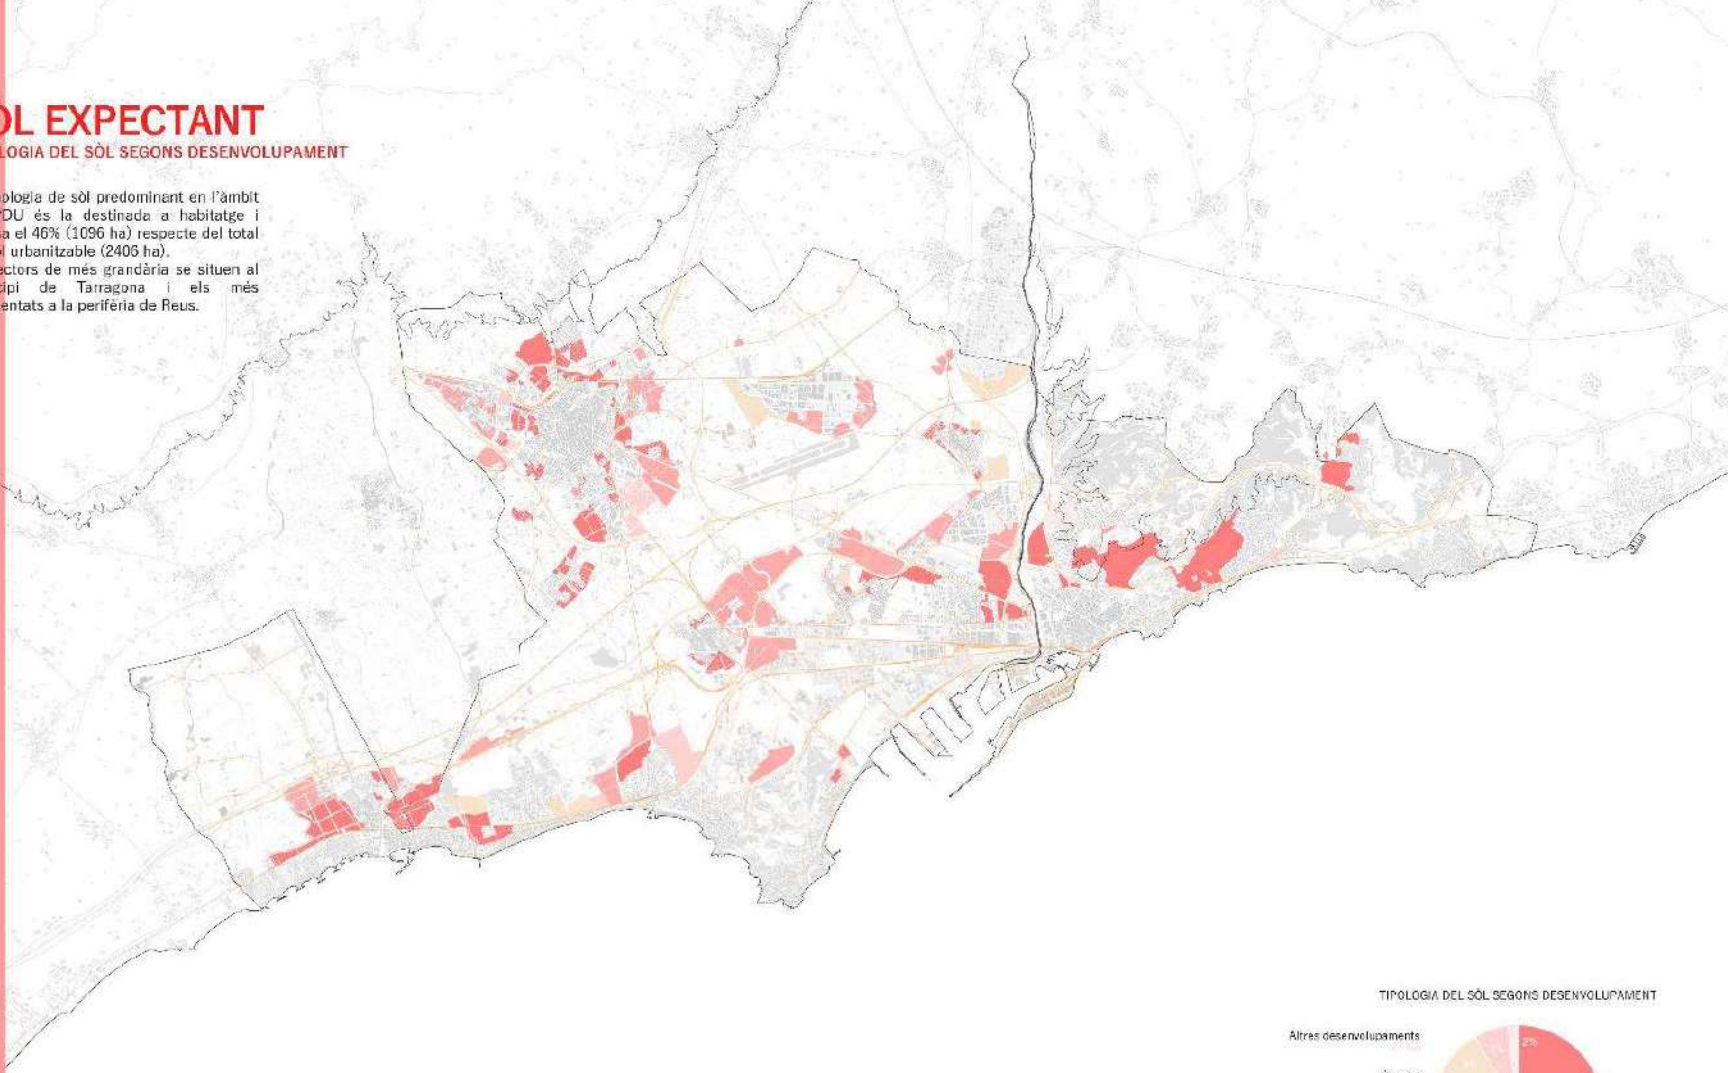 ÒL EXPECTANT
LOGIA DEL SÒL SEGONS DESENVOLUPAMENT
ologia de sòl predominant en l'àmbit
DU és la destinada a habitatge i
a el 46% (1096 ha) respecte del total
l urbanitzable (2406 ha).
ectors de més grandària se situen al
cipi de Tarragona i els més
entats a la perifèria de Reus.
TIPOLOGIA DEL SÒL SEGONS DESENVOLUPAMENT
Altres desenvolupaments
2%